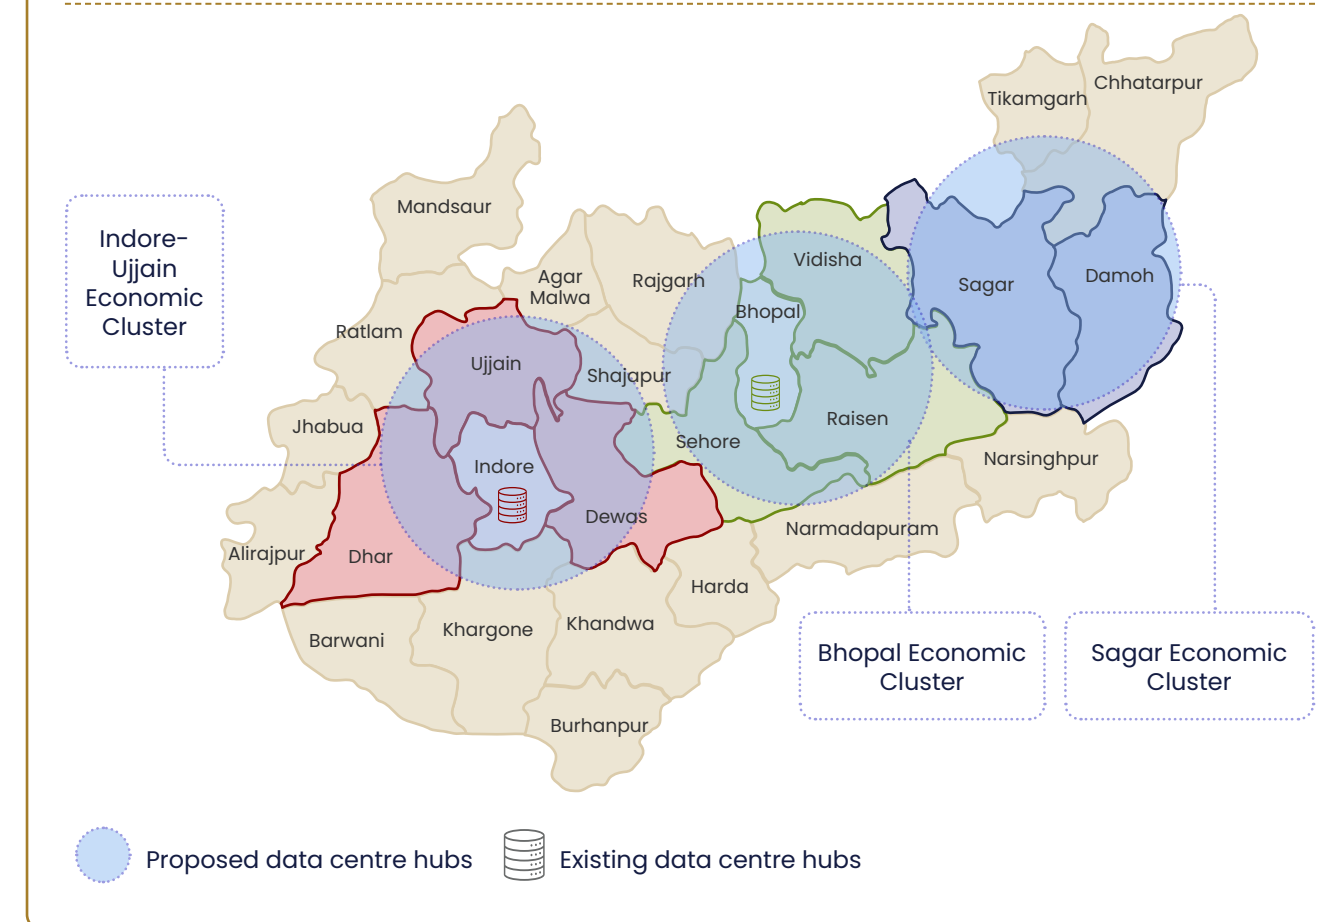 Chhatarpur
Tikamgarh
Mandsaur
Indore-
Ujjain
Economic
Cluster
Agar
Malwa
Rajgarh
Vidisha
Sagar
Damoh
Bhopal
Ratlam
Ujjain
Shajapur
Jhabua
Raisen
Sehore
Indore
Narsinghpur
Dewas
Narmadapuram
Alirajpur
Dhar
Harda
Khandwa
Khargone
Barwani
Burhanpur
Bhopal Economic
Cluster
Sagar Economic
Cluster
Proposed data centre hubs
Existing data centre hubs